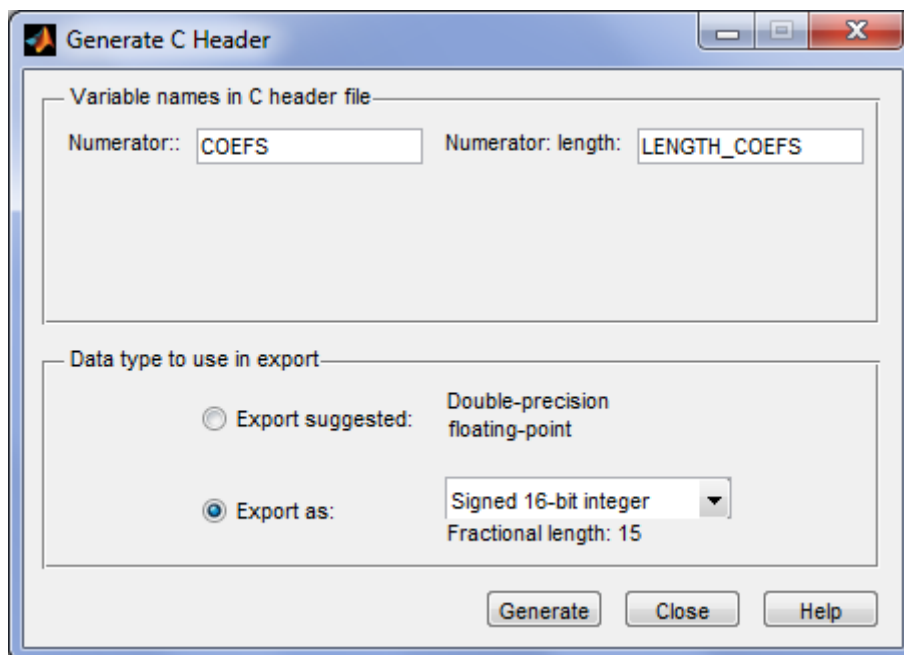 Generate C Header
Variable names in C header file
Numerator:: COEFS Numerator: length: LENGTH_COEFS
Data type to use in export
Export suggested: Double-precision
floating-point
Export as: Signed 16-bit integer
Fractional length: 15
Generate Close Help